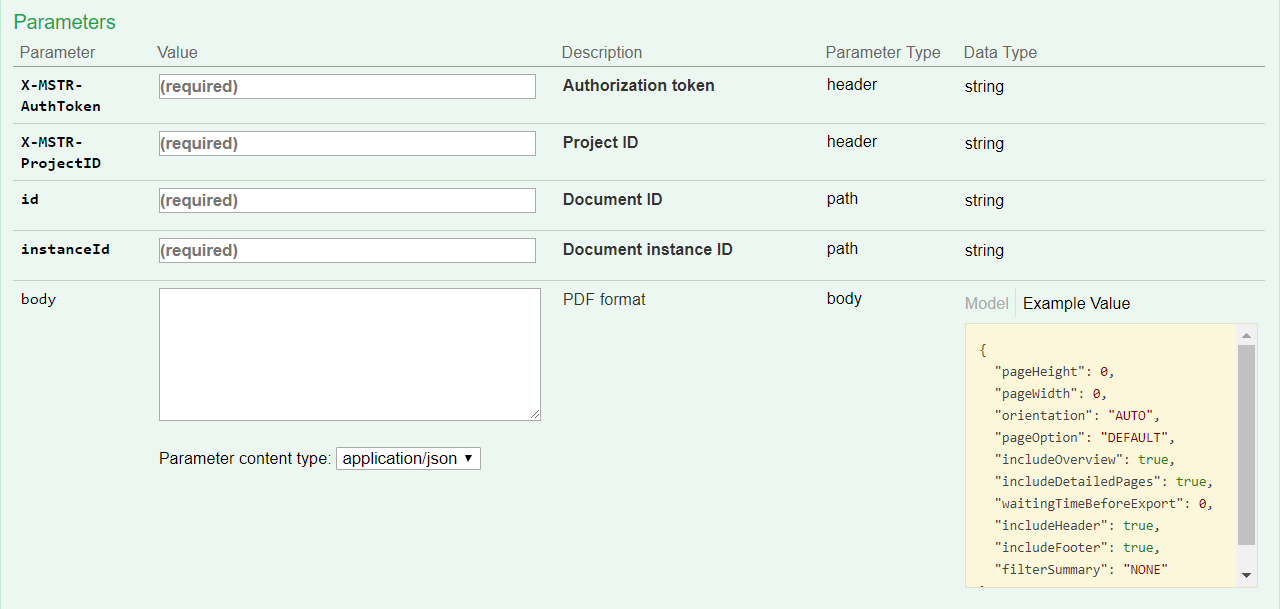 Parameters
Parameter Value Description Parameter Type Data Type
X-MSTR-
AuthToken
(required)
Authorization token
header
string
X-MSTR-
ProjectID
(required)
Project ID
header
string
id
(required)
Document ID
path
string
instanceId
(required)
Document instance ID
path
string
body
PDF format
body
Model
Example Value
{
"pageHeight": 0,
"pageWidth": 0,
"orientation": "AUTO",
"pageOption": "DEFAULT",
"includeOverview": true,
"includeDetailedPages": true,
"waitingTimeBeforeExport": 0,
"includeHeader": true,
"includeFooter": true,
"filterSummary": "NONE"
Parameter content type: application/json